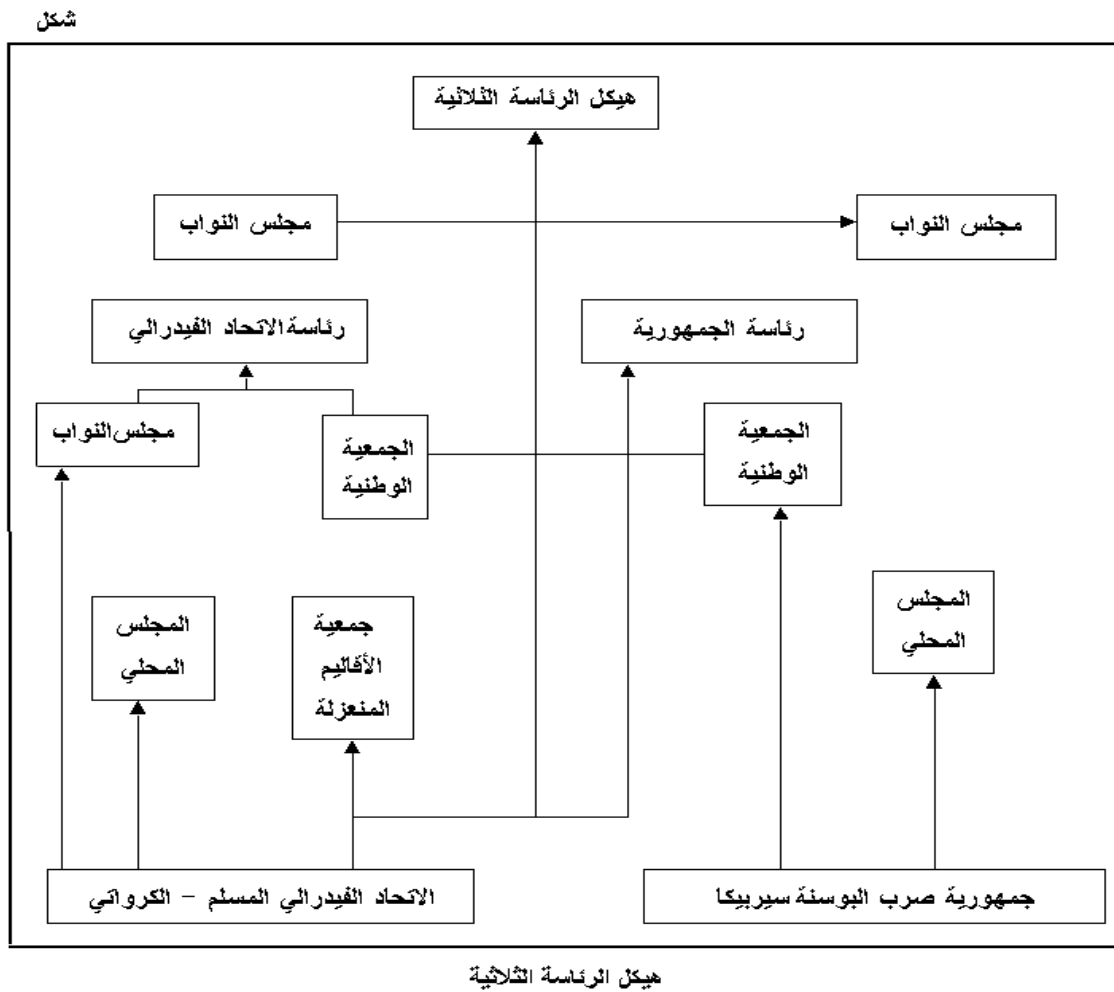 شكل
هيكل الرئاسة الثلاثية
مجلس النواب
مجلس النواب
رئاسة الجمهورية
رئاسة الاتحاد الفيدرالي
الجمعية
الوطنية
الجمعية
الوطنية
مجلس النواب
المجلس
المحلي
جمعية
الأقاليم
المنعزلة
المجلس
المحلي
جمهورية صرب البوسنة سيربيكا
الاتحاد الفيدرالي المسلم – الكرواتي
هيكل الرئاسة الثلاثية